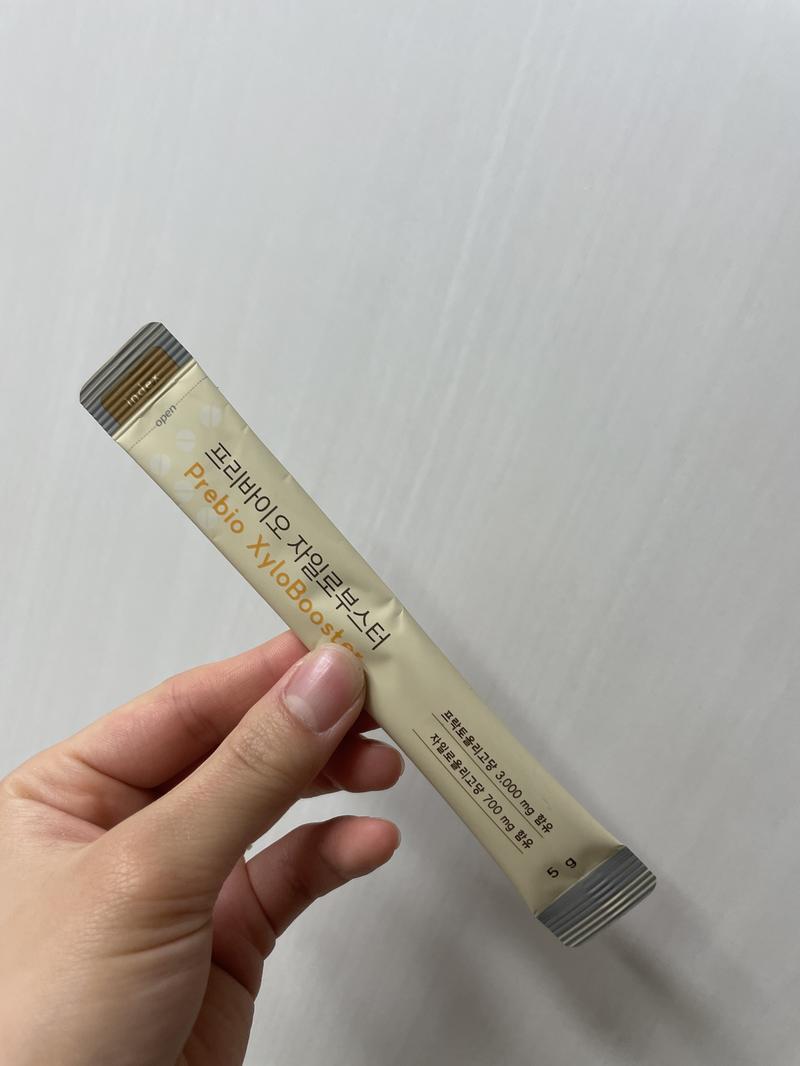 index
open
프리바이오 자일로부스터
Prebio XyloBooster
프락토올리고당 3,000 mg 함유
자일로올리고당 700 mg 함유
5 g